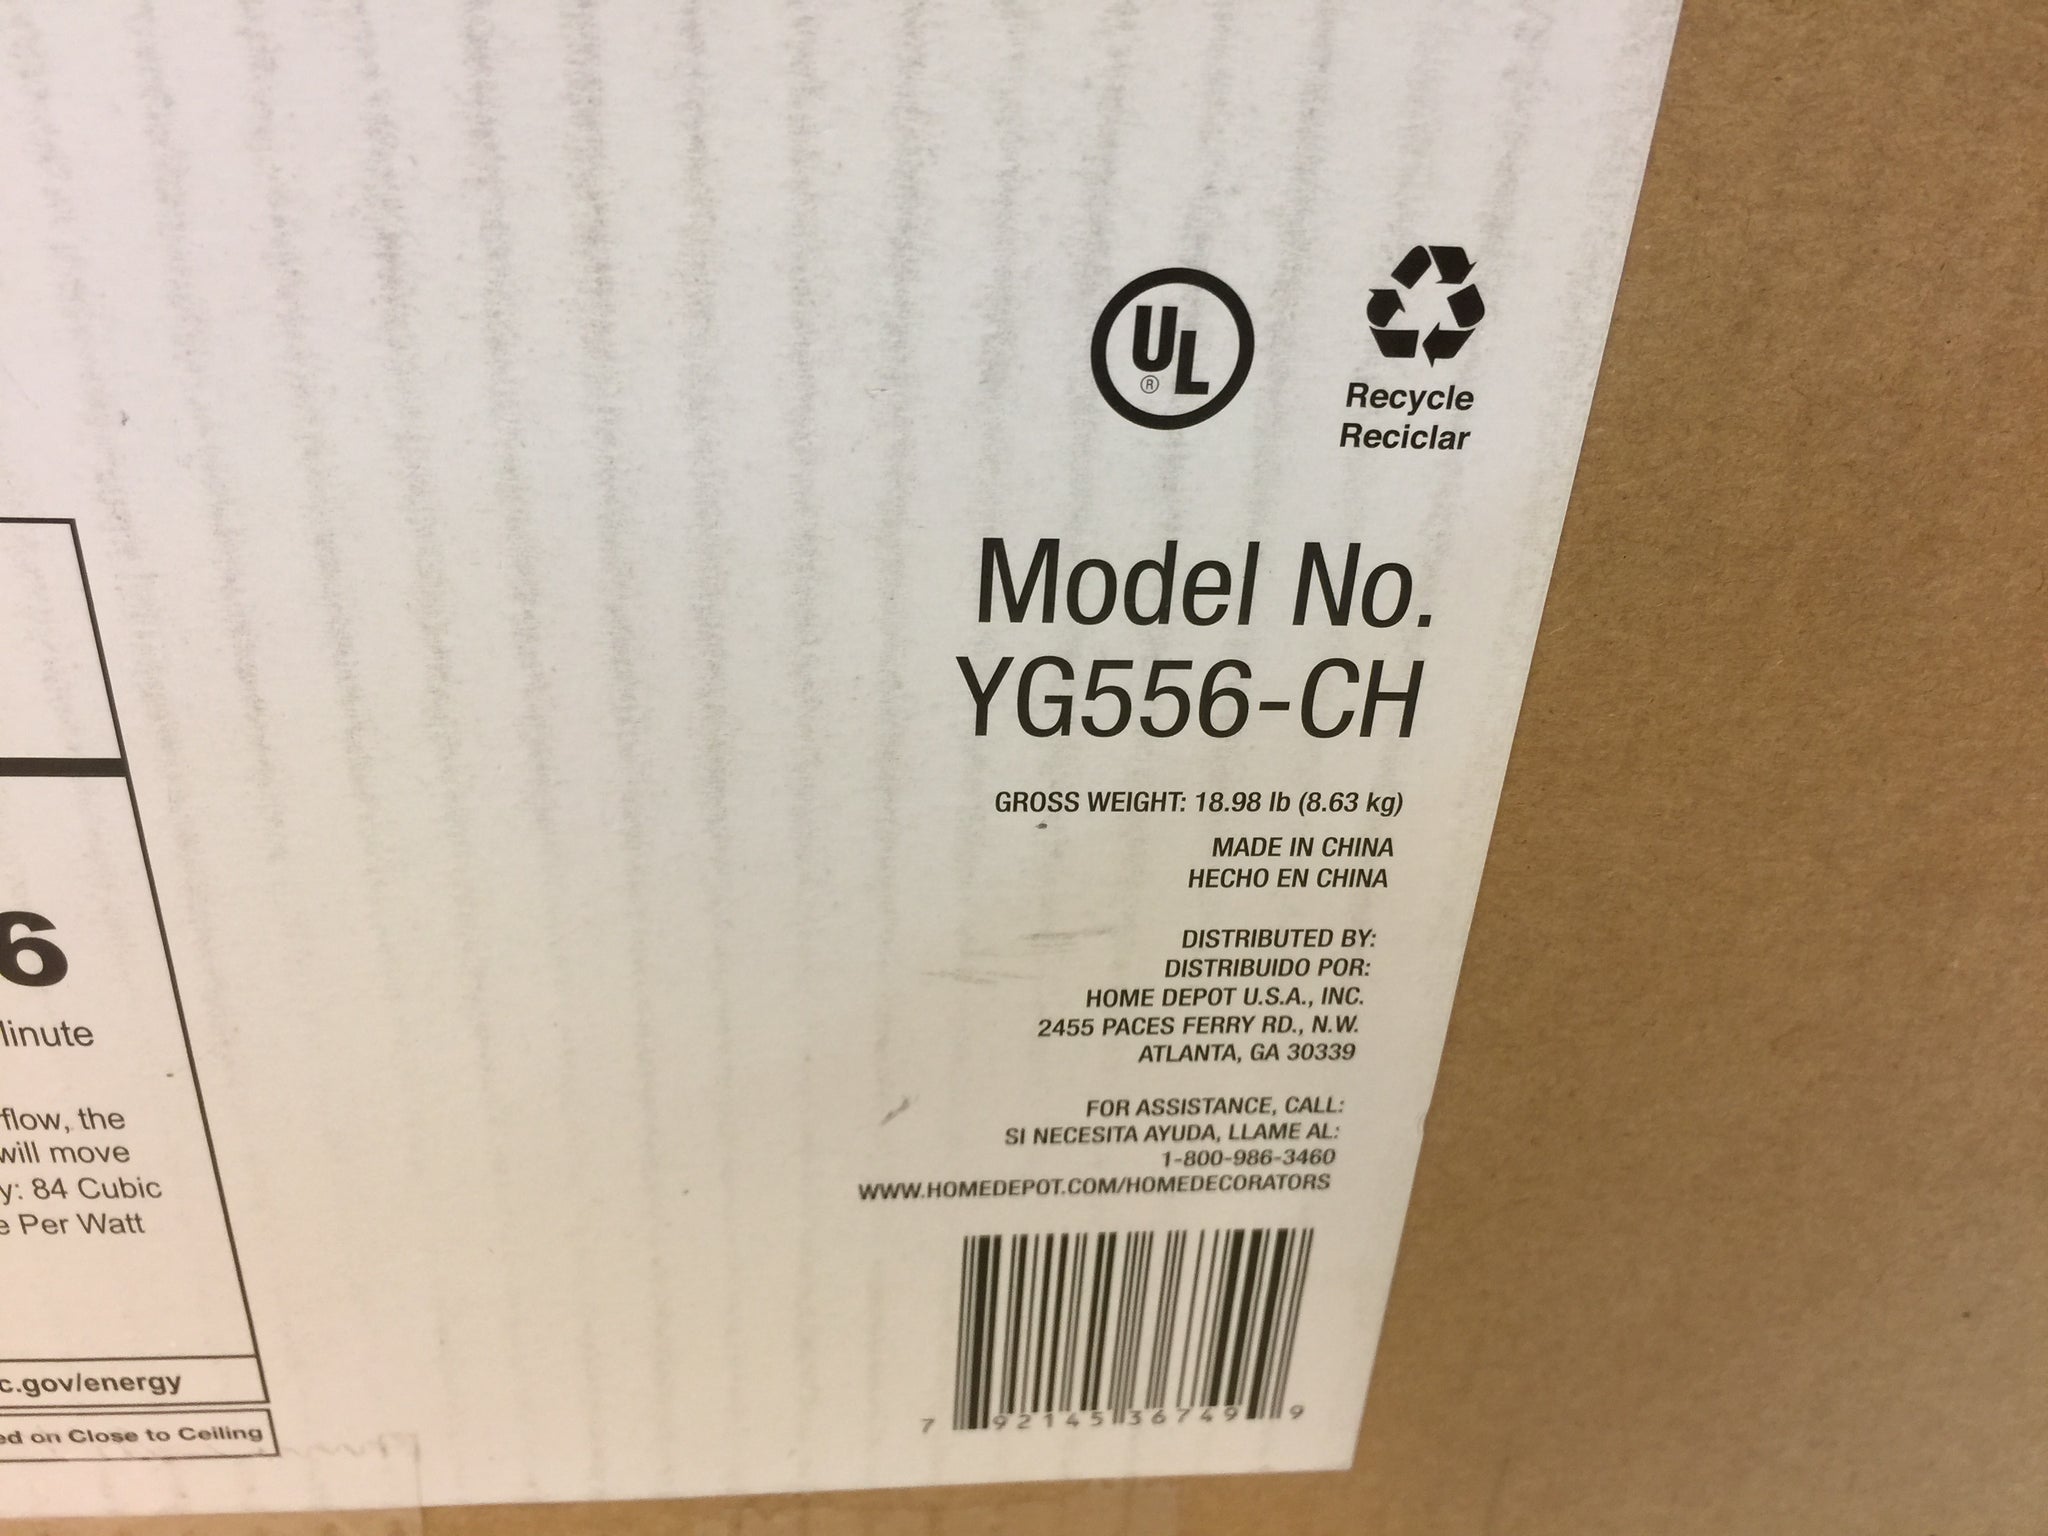 UL
®
Recycle
Reciclar
Model No.
YG556-CH
GROSS WEIGHT: 18.98 lb (8.63 kg)
MADE IN CHINA
HECHO EN CHINA
DISTRIBUTED BY:
DISTRIBUIDO POR:
HOME DEPOT U.S.A., INC.
2455 PACES FERRY RD., N.W.
ATLANTA, GA 30339
FOR ASSISTANCE, CALL:
SI NECESITA AYUDA, LLAME AL:
1-800-986-3460
WWW.HOMEDEPOT.COM/HOMEDECORATORS
7 92145 36749 9
6
linute
flow, the
will move
y: 84 Cubic
e Per Watt
c.gov/energy
ed on Close to Ceiling